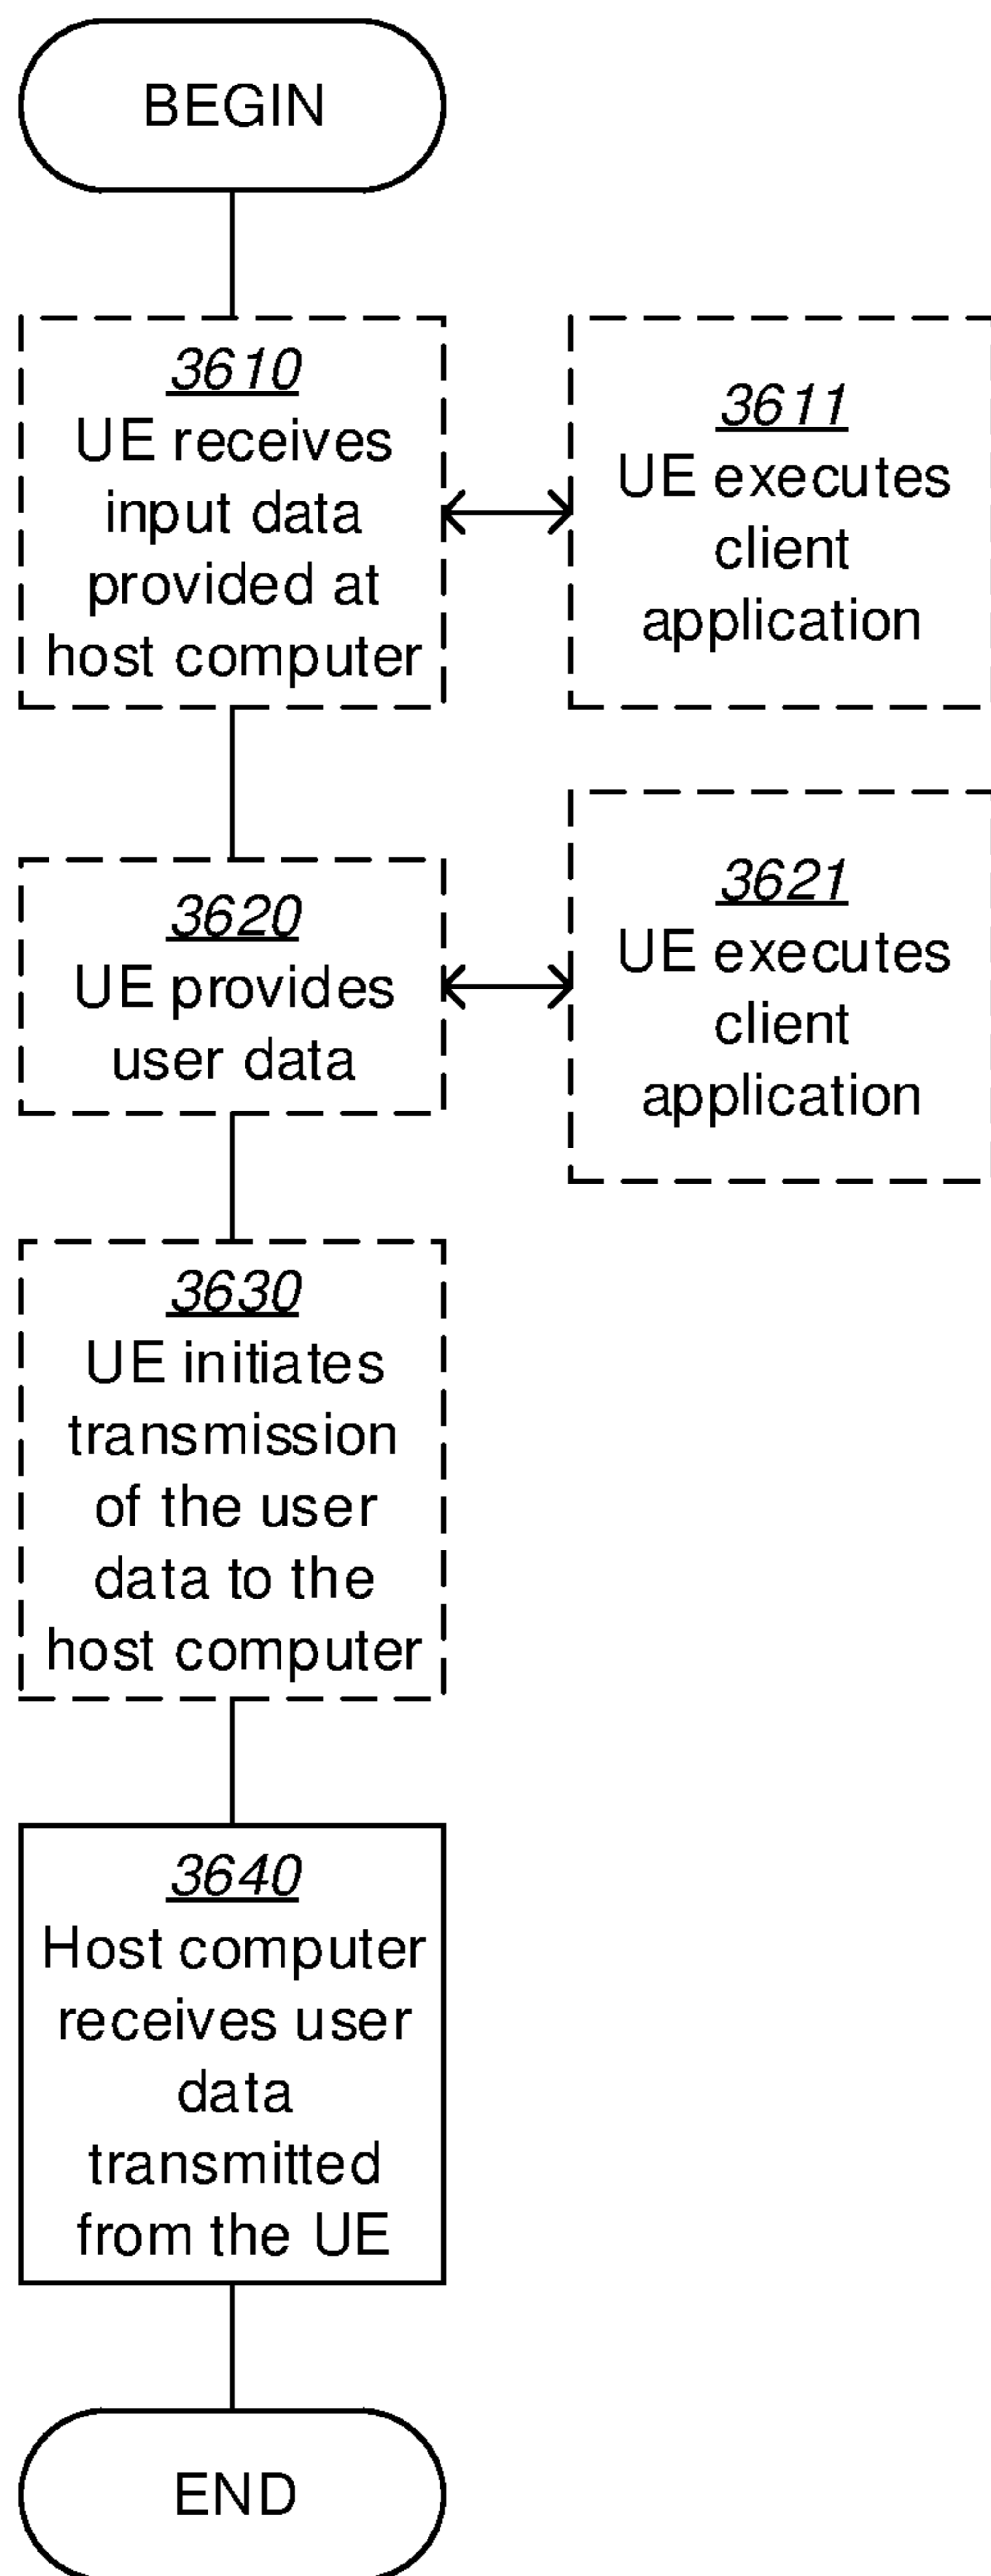 BEGIN
3610
UE receives
input data
provided at
host computer
3611
UE executes
client
application
3620
UE provides
user data
3621
UE executes
client
application
3630
UE initiates
transmission
of the user
data to the
host computer
3640
Host computer
receives user
data
transmitted
from the UE
END